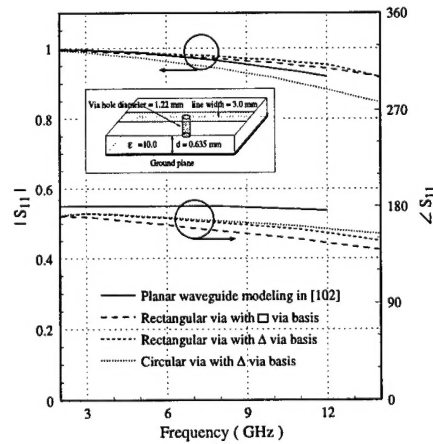 360
1
0.8
270
Via hole diameter = 1.22 mm line width = 3.0 mm
ε =10.0 d = 0.635 mm
Ground plane
|S11|
0.6
0.5
180
∠ S11
0.4
Planar waveguide modeling in [102]
90
Rectangular via with □ via basis
0.2
Rectangular via with Δ via basis
Circular via with Δ via basis
0
0
3 6 9 12
Frequency ( GHz )